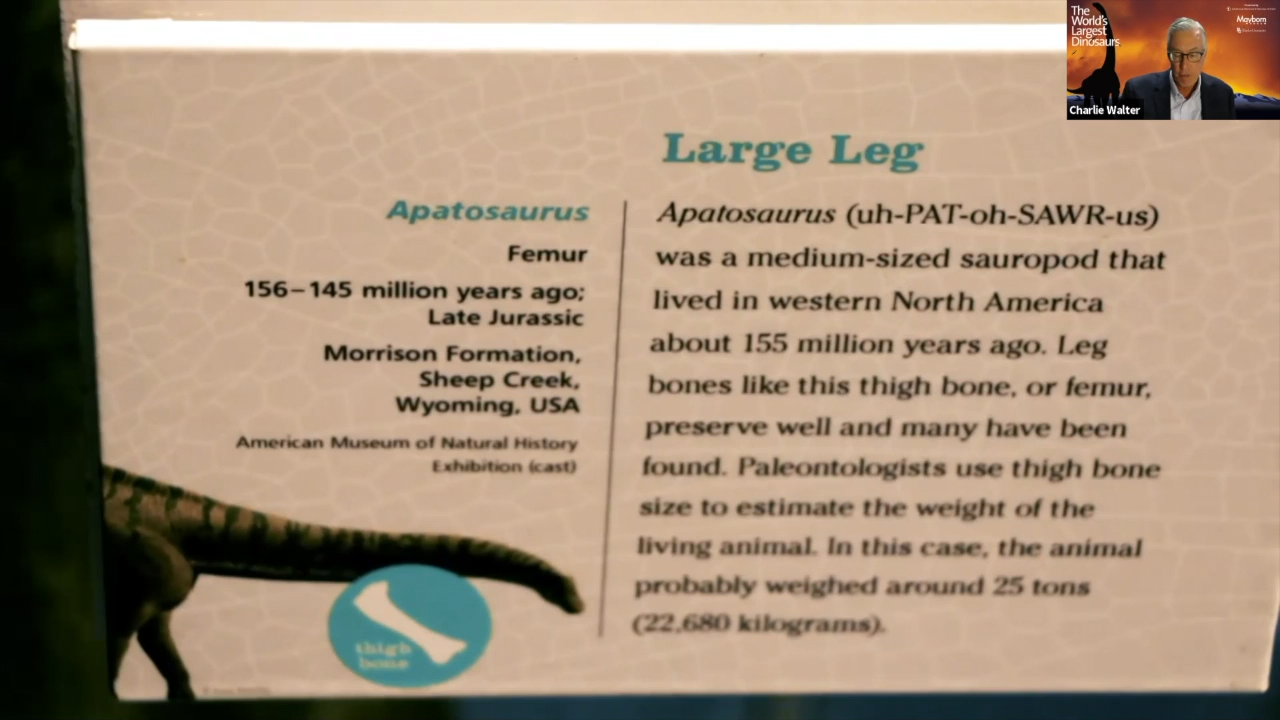 The
World's
Largest
Dinosaurs
Mayborn
Charlie Walter
Large Leg
Apatosaurus
Femur
156–145 million years ago;
Late Jurassic
Morrison Formation,
Sheep Creek,
Wyoming, USA
American Museum of Natural History
Exhibition (cast)
thigh
bone
Apatosaurus (uh-PAT-oh-SAWR-us)
was a medium-sized sauropod that
lived in western North America
about 155 million years ago. Leg
bones like this thigh bone, or femur,
preserve well and many have been
found. Paleontologists use thigh bone
size to estimate the weight of the
living animal. In this case, the animal
probably weighed around 25 tons
(22,680 kilograms).